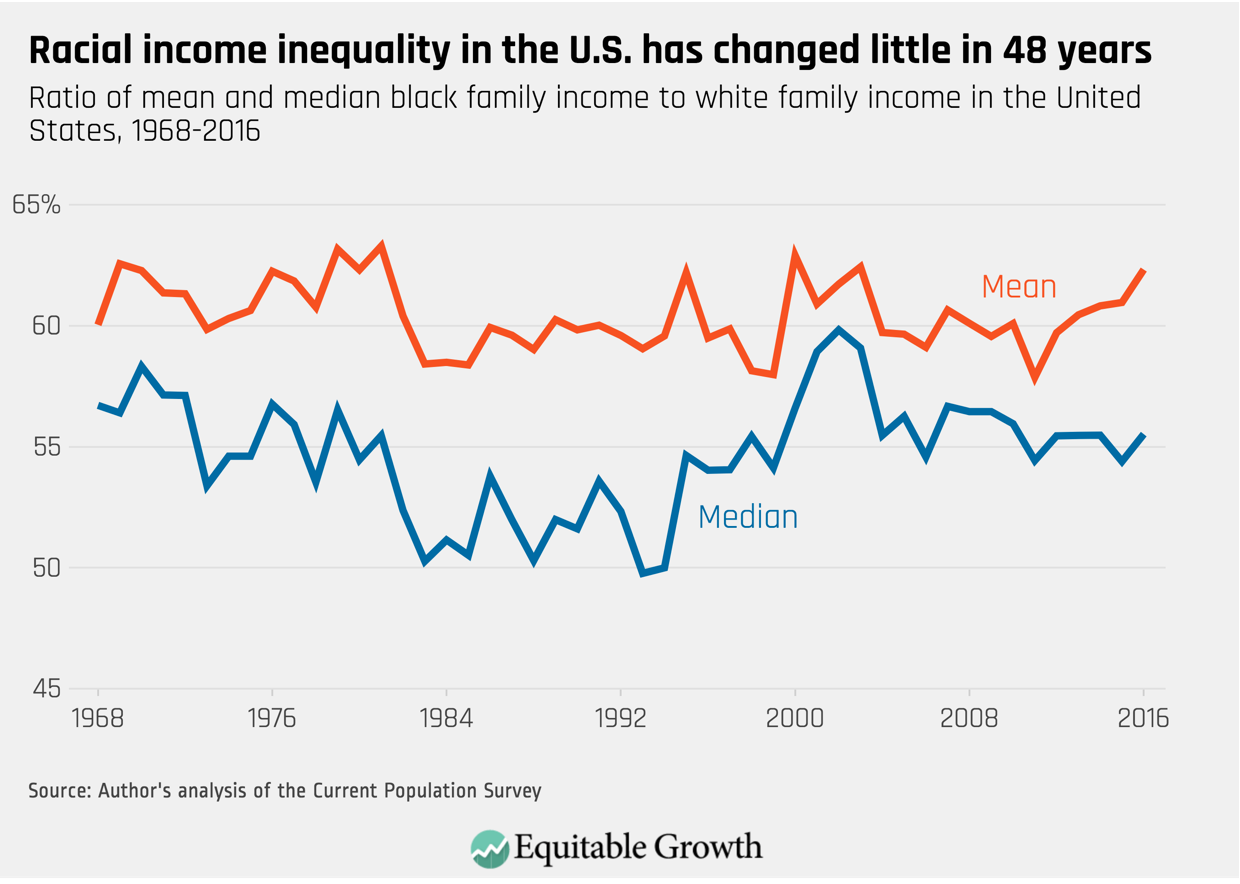 Racial income inequality in the U.S. has changed little in 48 years
Ratio of mean and median black family income to white family income in the United
States, 1968-2016
65%
60
55
50
45
Mean
Median
1968 1976 1984 1992 2000 2008 2016
Source: Author's analysis of the Current Population Survey
Equitable Growth